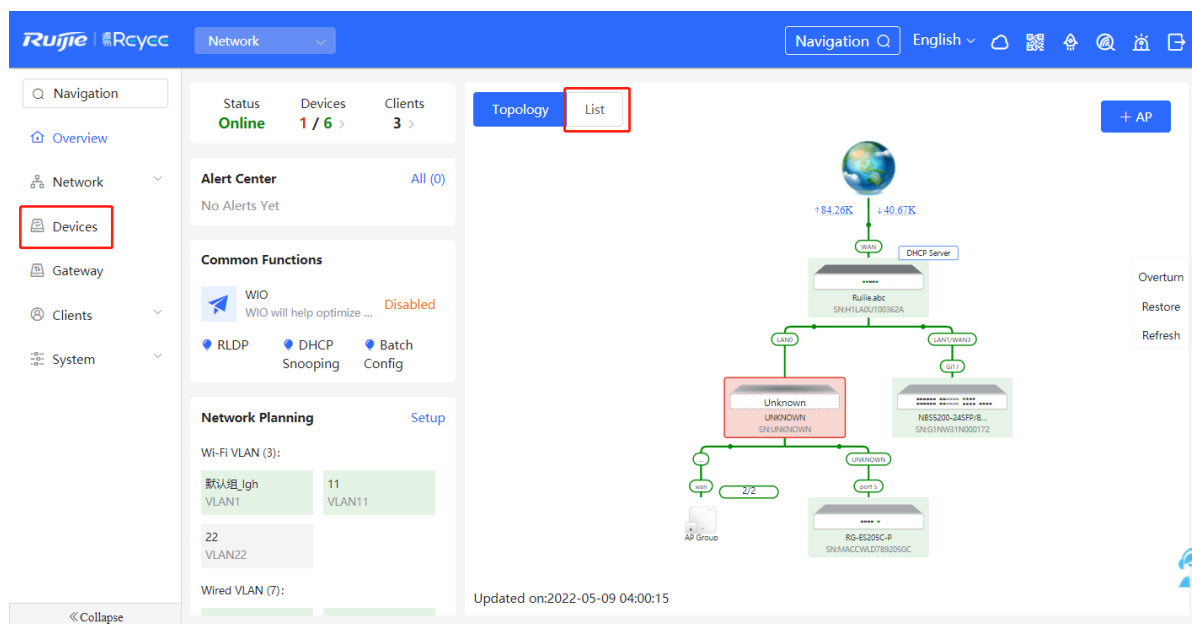 Ruijie | Rcycc
Network
Navigation
English
Navigation
Overview
Network
Devices
Gateway
Clients
System
Collapse
Status Devices Clients
Online 1 / 6 3
Alert Center All (0)
No Alerts Yet
Common Functions
WIO
WIO will help optimize ... Disabled
RLDP DHCP Snooping Batch Config
Network Planning Setup
Wi-Fi VLAN (3):
默认组_lgh 11
VLAN1 VLAN11
22
VLAN22
Wired VLAN (7):
Topology List
+ AP
↑84.26K ↓40.67K
WAN
DHCP Server
Ruijie.abc
SN:H1LA0U100362A
LAN0 LAN1/WAN3
Gi17
Unknown
UNKNOWN
SN:UNKNOWN
NBS5200-24SFP/8...
SN:G1NW31N000172
... UNKNOWN
wan 2/2 port 5
AP Group
RG-ES205C-P
SN:MACCWLD789205GC
Overturn
Restore
Refresh
Updated on:2022-05-09 04:00:15